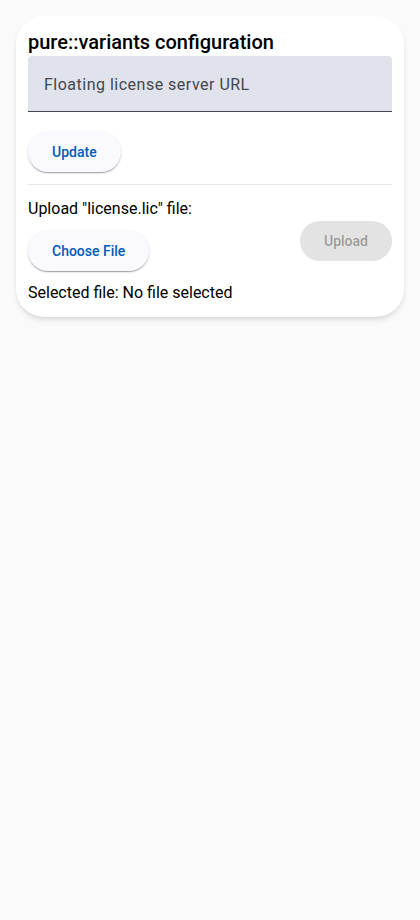 pure::variants configuration
Floating license server URL
Update
Upload "license.lic" file:
Choose File
Upload
Selected file: No file selected